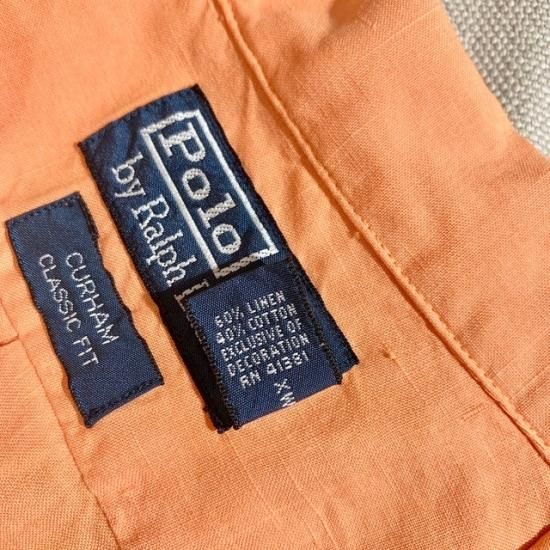 Polo
by Ralph
CURHAM
CLASSIC FIT
60% LINEN
40% COTTON
EXCLUSIVE OF
DECORATION
RN 41381